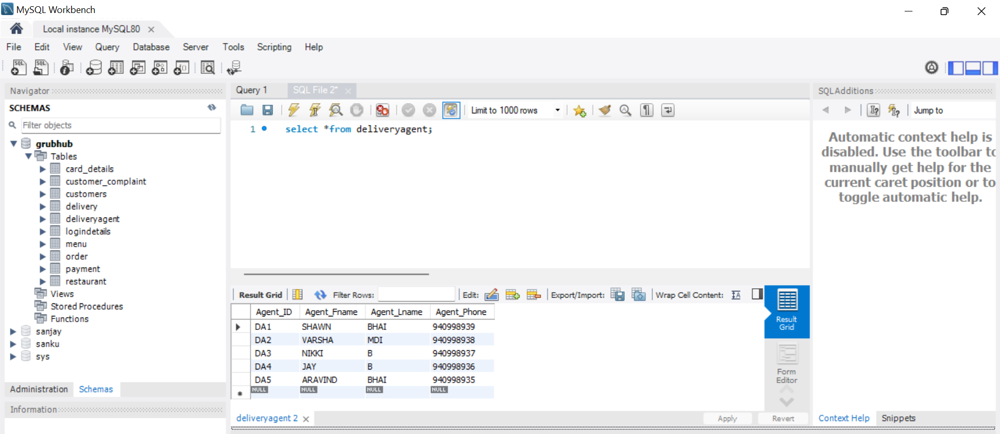 MySQL Workbench
Local instance MySQL80
File Edit View Query Database Server Tools Scripting Help
Navigator
SCHEMAS
Filter objects
grubhub
Tables
card_details
customer_complaint
customers
delivery
deliveryagent
logindetails
menu
order
payment
restaurant
Views
Stored Procedures
Functions
sanjay
sanku
sys
Administration Schemas
Information
Query 1 SQL File 2*
Limit to 1000 rows
1 select *from deliveryagent;
Result Grid Filter Rows: Edit: Export/Import: Wrap Cell Content:
Agent_ID Agent_Fname Agent_Lname Agent_Phone
DA1 SHAWN BHAI 940998939
DA2 VARSHA MDI 940998938
DA3 NIKKI B 940998937
DA4 JAY B 940998936
DA5 ARAVIND BHAI 940998935
NULL NULL NULL NULL
Result
Grid
Form
Editor
deliveryagent 2 Apply Revert
SQLAdditions
Jump to
Automatic context help is
disabled. Use the toolbar to
manually get help for the
current caret position or to
toggle automatic help.
Context Help Snippets